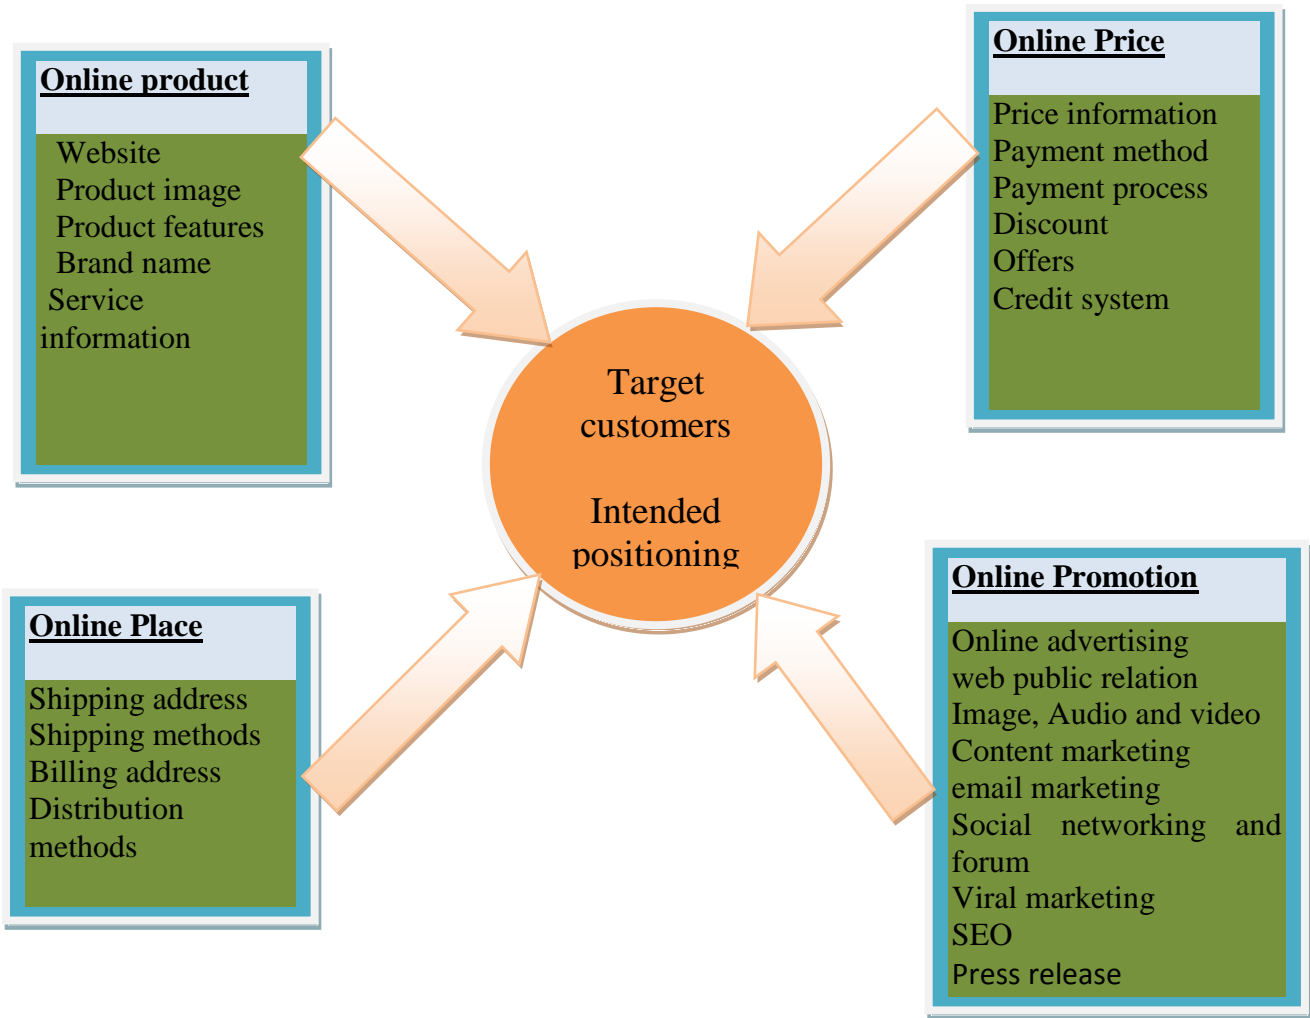 Online product
Website
Product image
Product features
Brand name
Service
information
Online Price
Price information
Payment method
Payment process
Discount
Offers
Credit system
Target
customers
Intended
positioning
Online Place
Shipping address
Shipping methods
Billing address
Distribution
methods
Online Promotion
Online advertising
web public relation
Image, Audio and video
Content marketing
email marketing
Social networking and
forum
Viral marketing
SEO
Press release